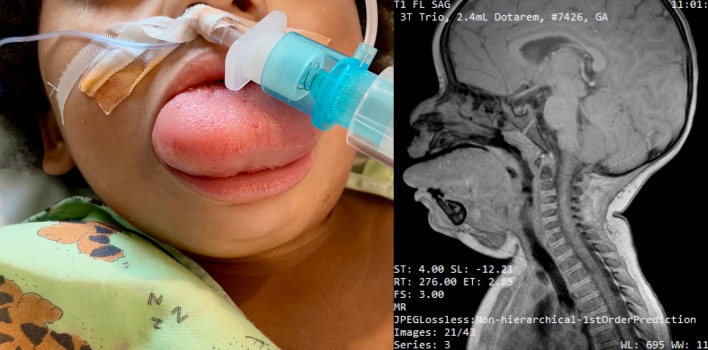 T1 FL SAG
11:01:
3T Trio, 2.4mL Dotarem, #7426, GA
Z Z Z
ST: 4.00 SL: -12.21
RT: 276.00 ET: 2.85
FS: 3.00
MR
JPEGLossless:Non-hierarchical-1stOrderPrediction
Images: 21/43
Series: 3
WL: 695 WW: 11